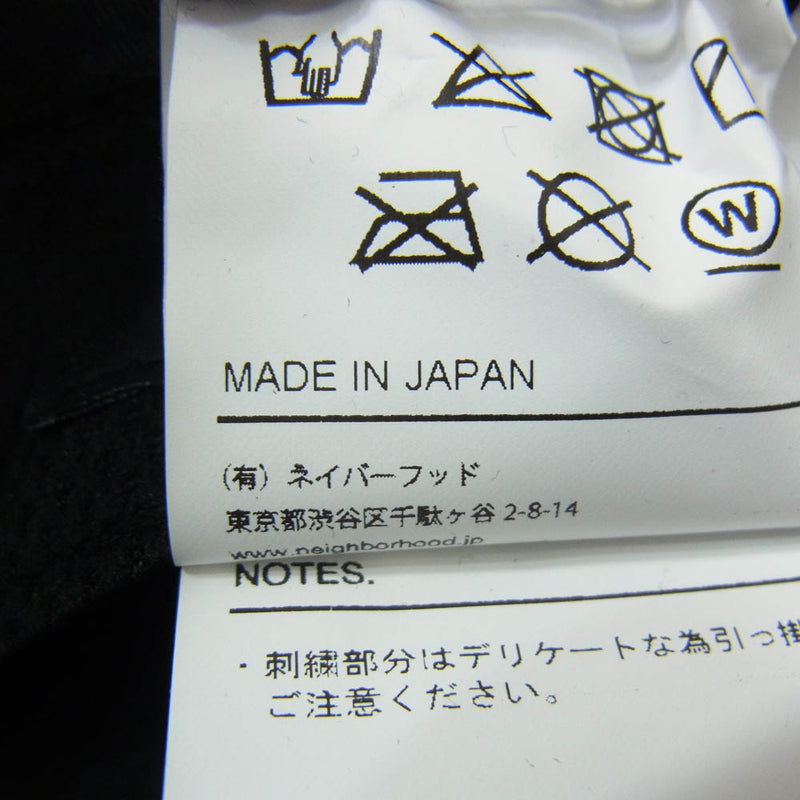 W
MADE IN JAPAN
(有) ネイバーフッド
東京都渋谷区千駄ヶ谷 2-8-14
www.neighborhood.jp
NOTES.
・刺繍部分はデリケートな為引っ掛
ご注意ください。